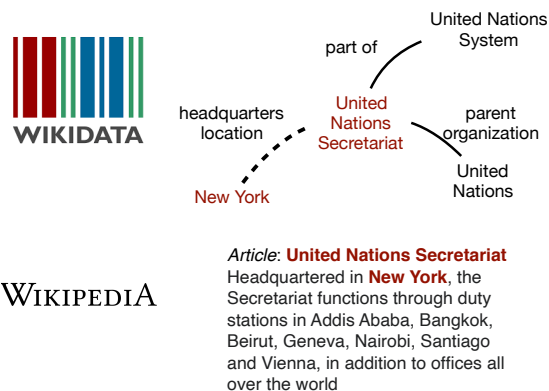 WIKIDATA
United Nations
System
part of
headquarters
location
United
Nations
Secretariat
parent
organization
United
Nations
New York
WIKIPEDIA
Article: United Nations Secretariat
Headquartered in New York, the
Secretariat functions through duty
stations in Addis Ababa, Bangkok,
Beirut, Geneva, Nairobi, Santiago
and Vienna, in addition to offices all
over the world